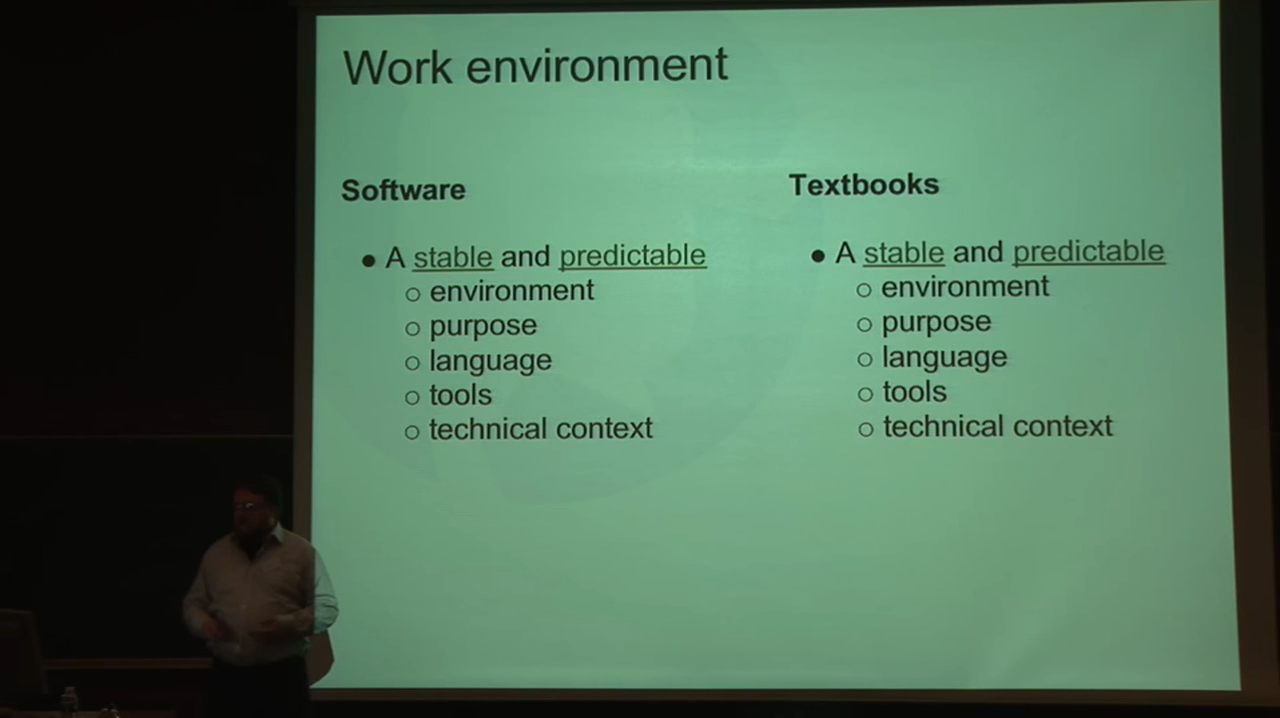 Work environment
Software
● A stable and predictable
○ environment
○ purpose
○ language
○ tools
○ technical context
Textbooks
● A stable and predictable
○ environment
○ purpose
○ language
○ tools
○ technical context